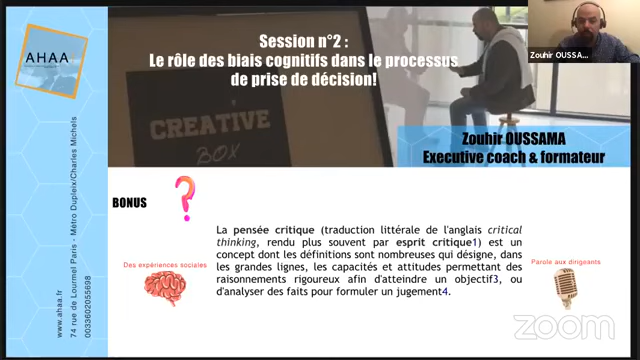 AHAA
Session n°2 :
Le rôle des biais cognitifs dans le processus
de prise de décision!
Zouhir OUSSA...
CREATIVE
BOX
Zouhir OUSSAMA
Executive coach & formateur
BONUS
?
La pensée critique (traduction littérale de l'anglais critical
thinking, rendu plus souvent par esprit critique1) est un
concept dont les définitions sont nombreuses qui désigne, dans
les grandes lignes, les capacités et attitudes permettant des
raisonnements rigoureux afin d'atteindre un objectif3, ou
d'analyser des faits pour formuler un jugement4.
Des expériences sociales
Parole aux dirigeants
www.ahaa.fr
74 rue de Lourmel Paris - Métro Dupleix/Charles Michels
0033602055698
zoom